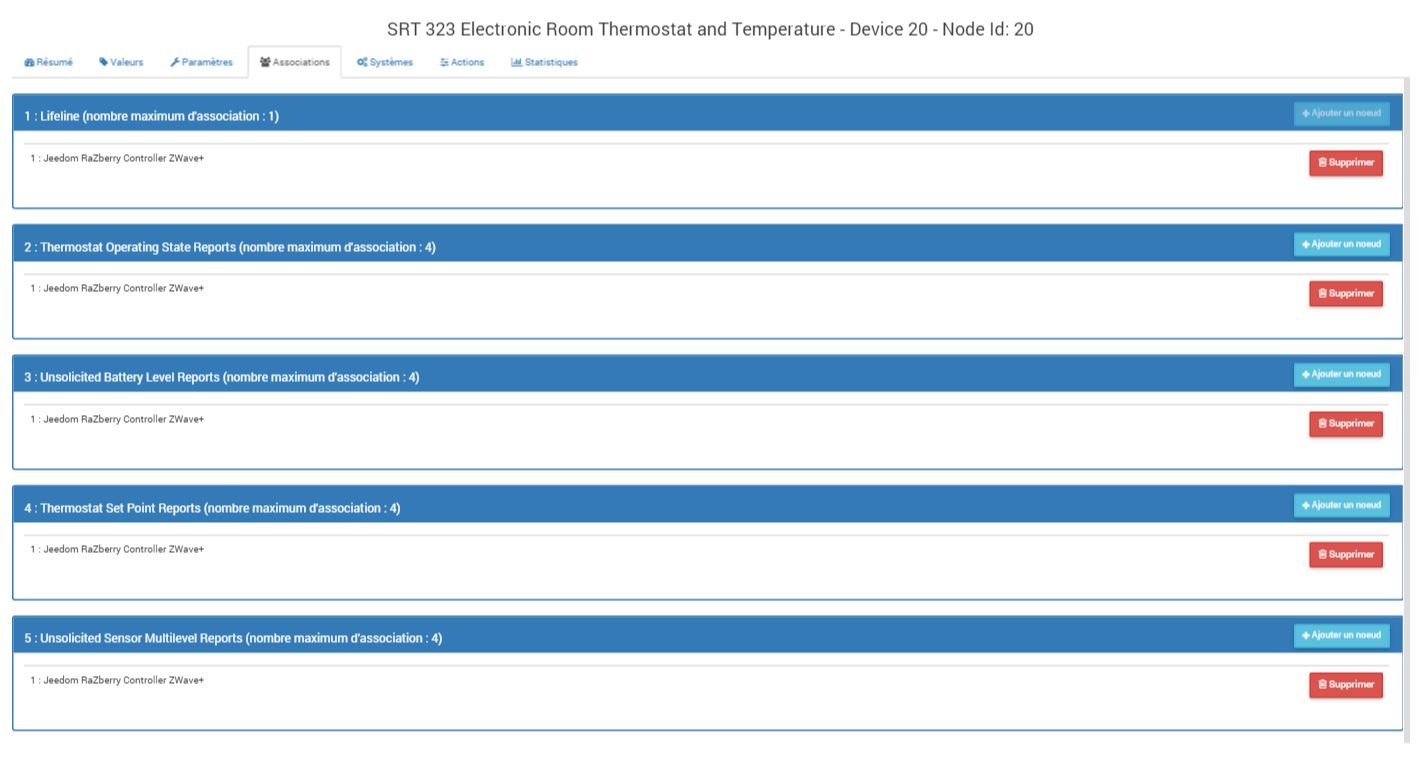 SRT 323 Electronic Room Thermostat and Temperature - Device 20 - Node Id: 20
Résumé Valeurs Paramètres Associations Systèmes Actions Statistiques
1 : Lifeline (nombre maximum d'association : 1) Ajouter un noeud
1 : Jeedom RaZberry Controller ZWave+ Supprimer
2 : Thermostat Operating State Reports (nombre maximum d'association : 4) Ajouter un noeud
1 : Jeedom RaZberry Controller ZWave+ Supprimer
3 : Unsolicited Battery Level Reports (nombre maximum d'association : 4) Ajouter un noeud
1 : Jeedom RaZberry Controller ZWave+ Supprimer
4 : Thermostat Set Point Reports (nombre maximum d'association : 4) Ajouter un noeud
1 : Jeedom RaZberry Controller ZWave+ Supprimer
5 : Unsolicited Sensor Multilevel Reports (nombre maximum d'association : 4) Ajouter un noeud
1 : Jeedom RaZberry Controller ZWave+ Supprimer